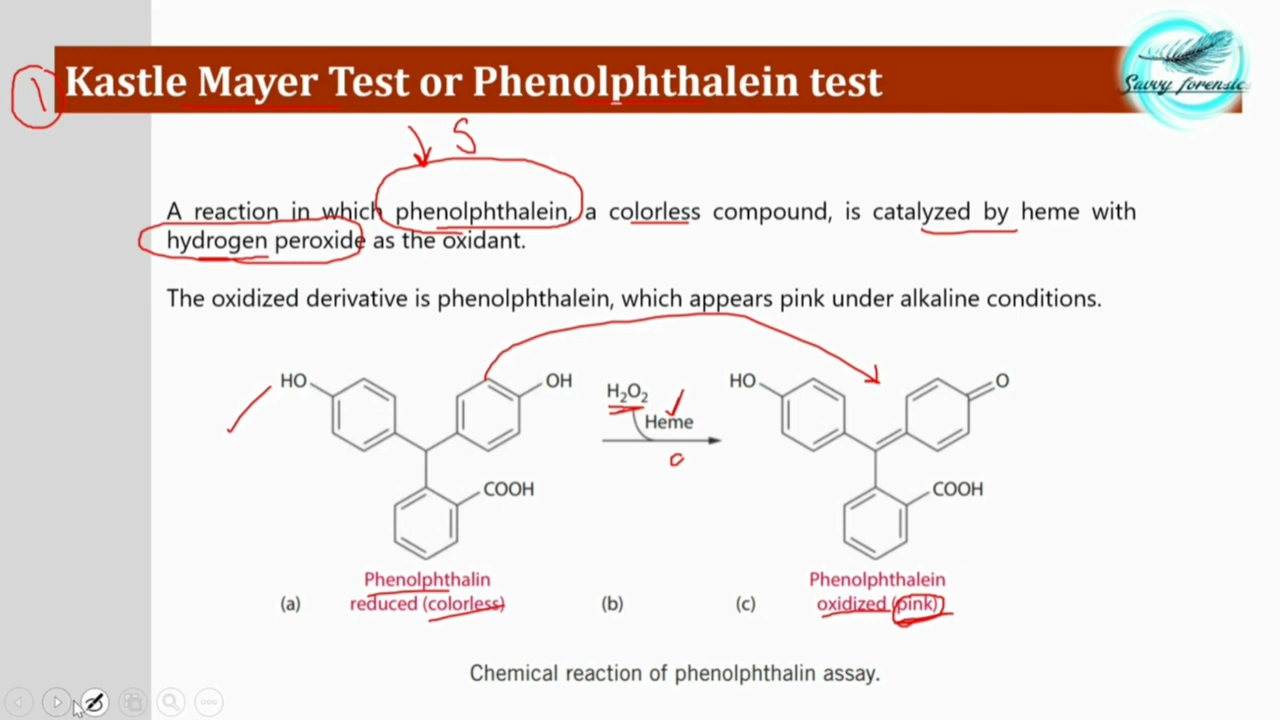 Kastle Mayer Test or Phenolphthalein test
Savvy forensics
1
S
A reaction in which phenolphthalein, a colorless compound, is catalyzed by heme with
hydrogen peroxide as the oxidant.
The oxidized derivative is phenolphthalein, which appears pink under alkaline conditions.
HO
OH
H₂O₂
Heme
HO
O
COOH
COOH
Phenolphthalin
reduced (colorless)
Phenolphthalein
oxidized (pink)
(a)
(b)
(c)
Chemical reaction of phenolphthalin assay.